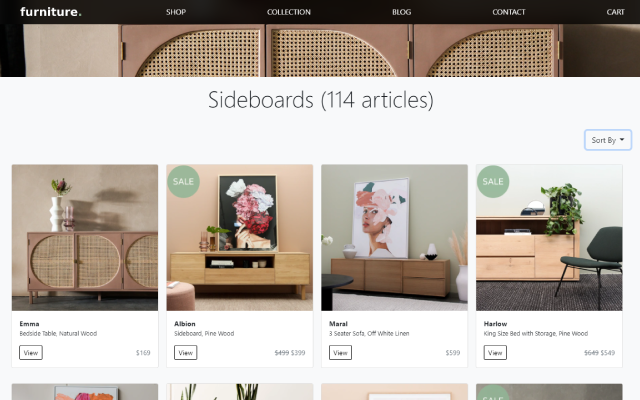 furniture.
SHOP
COLLECTION
BLOG
CONTACT
CART
Sideboards (114 articles)
Sort By
SALE
SALE
Emma
Bedside Table, Natural Wood
View
$169
Albion
Sideboard, Pine Wood
View
$499 $399
Maral
3 Seater Sofa, Off White Linen
View
$599
Harlow
King Size Bed with Storage, Pine Wood
View
$649 $549
SALE